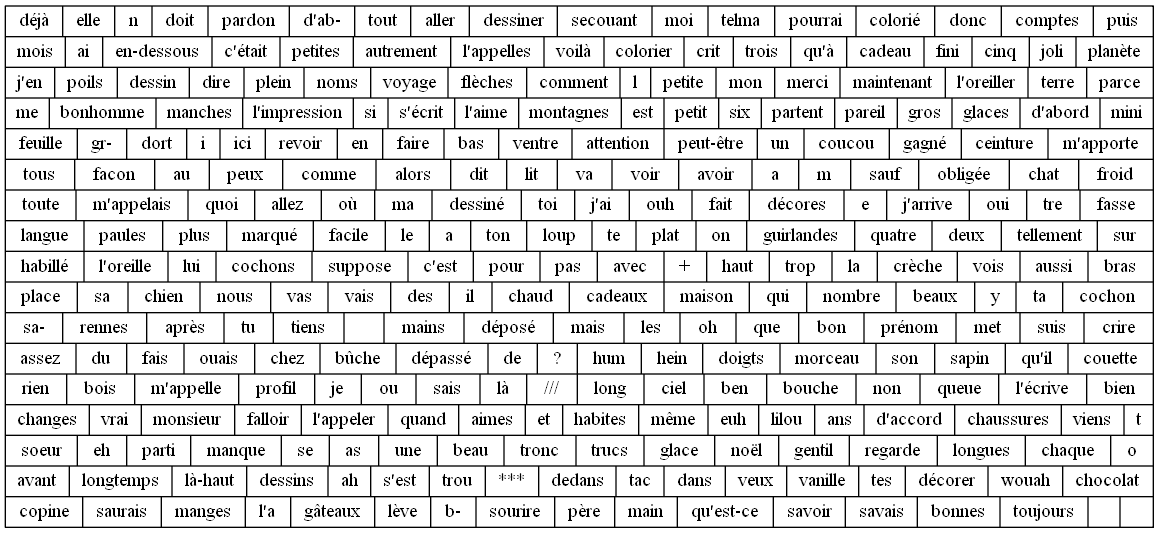 déjà elle n doit pardon d'ab- tout aller dessiner secouant moi telma pourrai colorié donc comptes puis
mois ai en-dessous c'était petites autrement l'appelles voilà colorier crit trois qu'à cadeau fini cinq joli planète
j'en poils dessin dire plein noms voyage flèches comment l petite mon merci maintenant l'oreiller terre parce
me bonhomme manches l'impression si s'écrit l'aime montagnes est petit six partent pareil gros glaces d'abord mini
feuille gr- dort i ici revoir en faire bas ventre attention peut-être un coucou gagné ceinture m'apporte
tous facon au peux comme alors dit lit va voir avoir a m sauf obligée chat froid
toute m'appelais quoi allez où ma dessiné toi j'ai ouh fait décores e j'arrive oui tre fasse
langue paules plus marqué facile le a ton loup te plat on guirlandes quatre deux tellement sur
habillé l'oreille lui cochons suppose c'est pour pas avec + haut trop la crèche vois aussi bras
place sa chien nous vas vais des il chaud cadeaux maison qui nombre beaux y ta cochon
sa- rennes après tu tiens mains déposé mais les oh que bon prénom met suis crire
assez du fais ouais chez bûche dépassé de ? hum hein doigts morceau son sapin qu'il couette
rien bois m'appelle profil je ou sais là /// long ciel ben bouche non queue l'écrive bien
changes vrai monsieur falloir l'appeler quand aimes et habites même euh lilou ans d'accord chaussures viens t
soeur eh parti manque se as une beau tronc trucs glace noël gentil regarde longues chaque o
avant longtemps là-haut dessins ah s'est trou *** dedans tac dans veux vanille tes décorer wouah chocolat
copine saurais manges l'a gâteaux lève b- sourire père main qu'est-ce savoir savais bonnes toujours